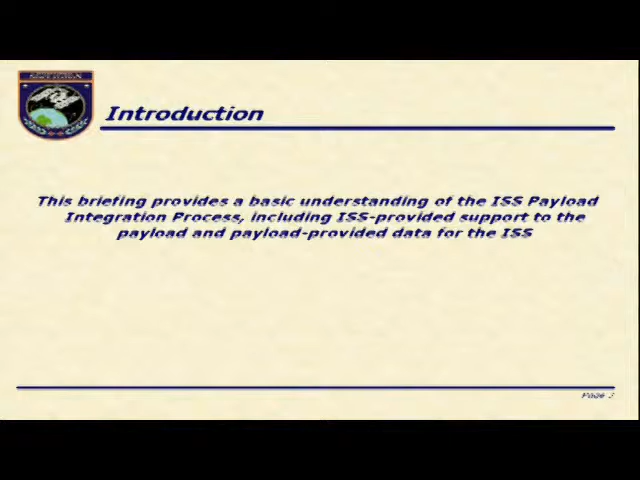 Introduction
This briefing provides a basic understanding of the ISS Payload
Integration Process, including ISS-provided support to the
payload and payload-provided data for the ISS
Page